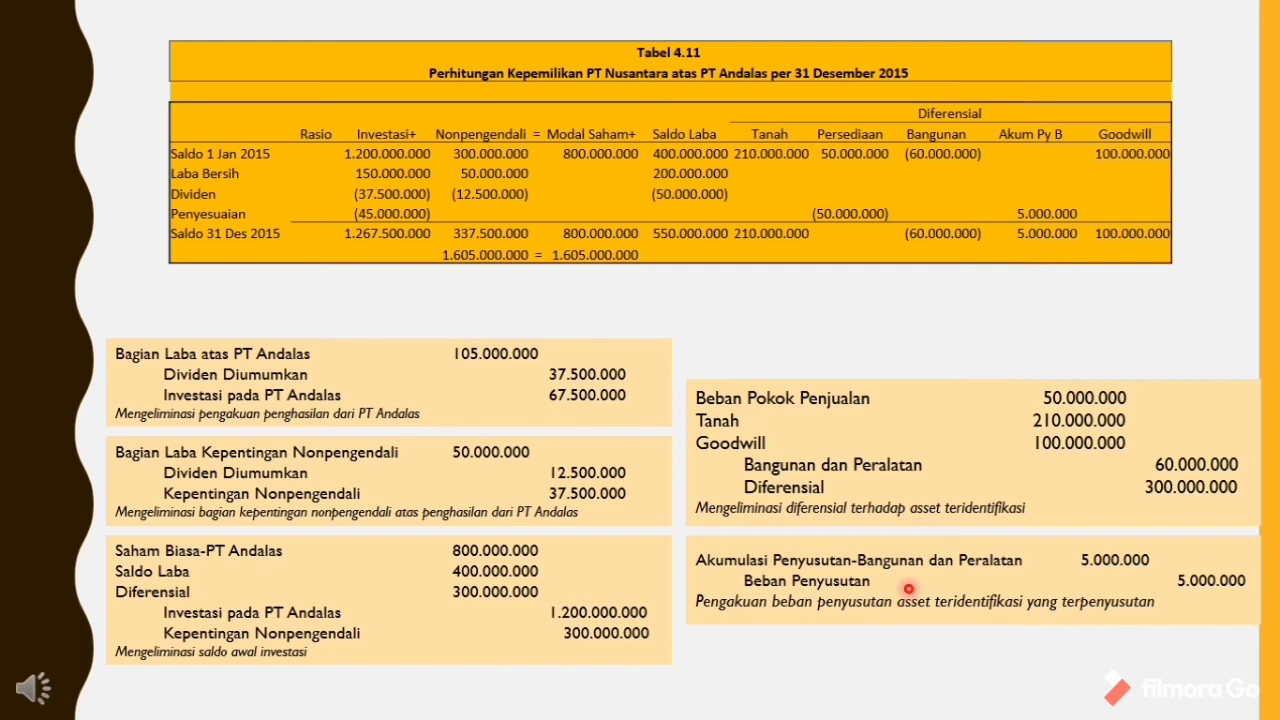 Tabel 4.11
Perhitungan Kepemilikan PT Nusantara atas PT Andalas per 31 Desember 2015
Diferensial
Rasio Investasi+ Nonpengendali = Modal Saham+ Saldo Laba Tanah Persediaan Bangunan Akum Py B Goodwill
Saldo 1 Jan 2015 1.200.000.000 300.000.000 800.000.000 400.000.000 210.000.000 50.000.000 (60.000.000) 100.000.000
Laba Bersih 150.000.000 50.000.000 200.000.000
Dividen (37.500.000) (12.500.000) (50.000.000)
Penyesuaian (45.000.000) (50.000.000) 5.000.000
Saldo 31 Des 2015 1.267.500.000 337.500.000 800.000.000 550.000.000 210.000.000 (60.000.000) 5.000.000 100.000.000
1.605.000.000 = 1.605.000.000
Bagian Laba atas PT Andalas 105.000.000
Dividen Diumumkan 37.500.000
Investasi pada PT Andalas 67.500.000
Mengeliminasi pengakuan penghasilan dari PT Andalas
Bagian Laba Kepentingan Nonpengendali 50.000.000
Dividen Diumumkan 12.500.000
Kepentingan Nonpengendali 37.500.000
Mengeliminasi bagian kepentingan nonpengendali atas penghasilan dari PT Andalas
Saham Biasa-PT Andalas 800.000.000
Saldo Laba 400.000.000
Diferensial 300.000.000
Investasi pada PT Andalas 1.200.000.000
Kepentingan Nonpengendali 300.000.000
Mengeliminasi saldo awal investasi
Beban Pokok Penjualan 50.000.000
Tanah 210.000.000
Goodwill 100.000.000
Bangunan dan Peralatan 60.000.000
Diferensial 300.000.000
Mengeliminasi diferensial terhadap asset teridentifikasi
Akumulasi Penyusutan-Bangunan dan Peralatan 5.000.000
Beban Penyusutan 5.000.000
Pengakuan beban penyusutan asset teridentifikasi yang terpenyusutan
filmoraGo